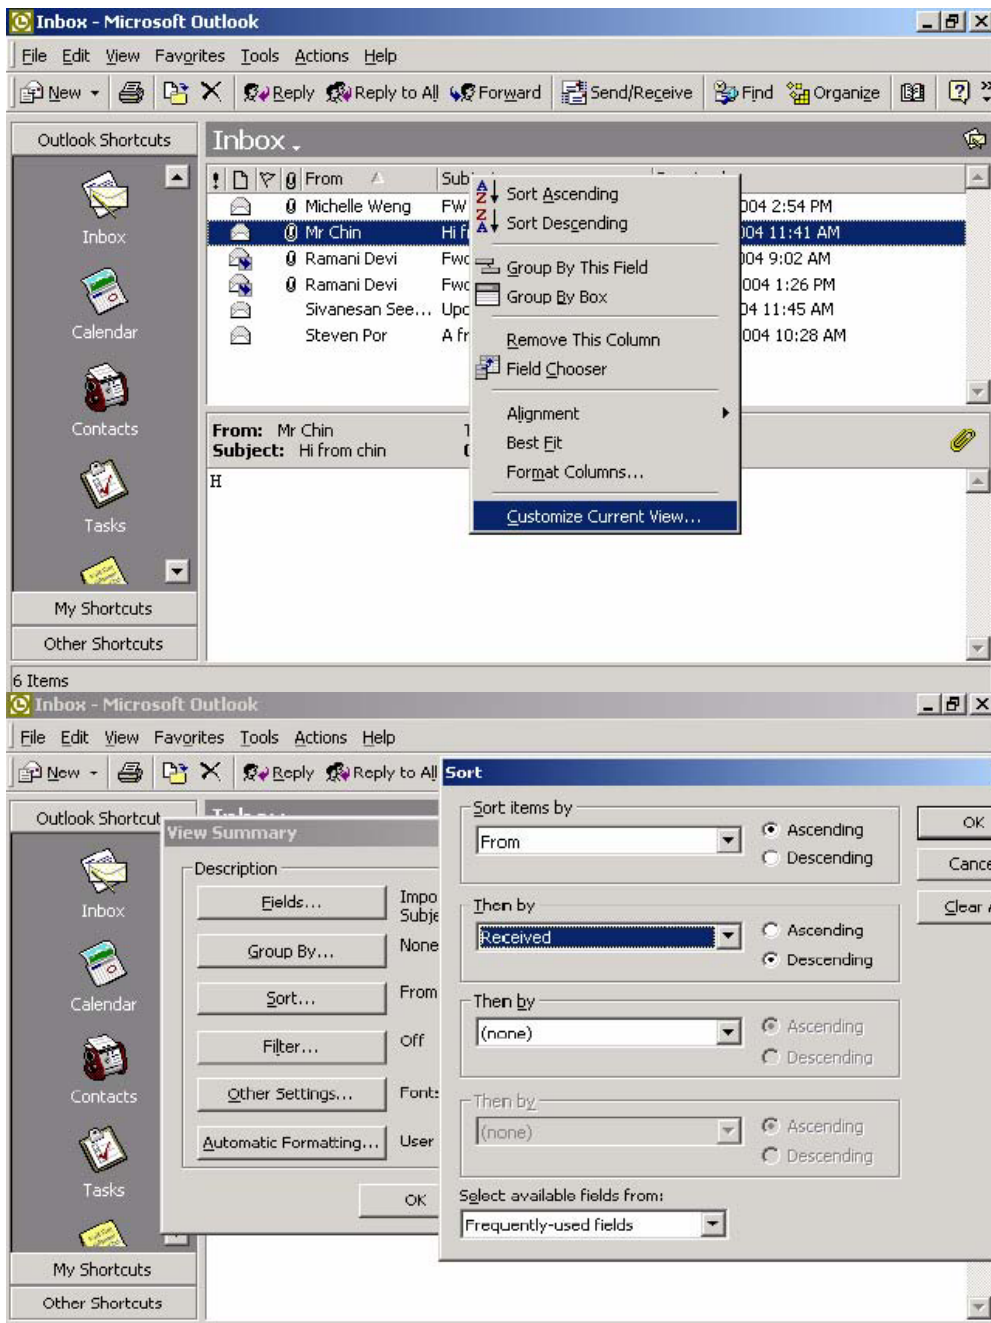 Inbox - Microsoft Outlook
File Edit View Favorites Tools Actions Help
New Reply Reply to All Forward Send/Receive Find Organize
Outlook Shortcuts Inbox
From
Michelle Weng FW 004 2:54 PM
Mr Chin Hi f 004 11:41 AM
Inbox
Ramani Devi Fwd 004 9:02 AM
Ramani Devi Fwd 004 1:26 PM
Sivanesan See... Upd 04 11:45 AM
Calendar
Steven Por A fr 004 10:28 AM
Sort Ascending
Sort Descending
Group By This Field
Group By Box
Remove This Column
Field Chooser
Alignment
Best Fit
Format Columns...
Customize Current View...
Contacts
From: Mr Chin
Subject: Hi from chin
H
Tasks
My Shortcuts
Other Shortcuts
6 Items
Inbox - Microsoft Outlook
File Edit View Favorites Tools Actions Help
New Reply Reply to All
Outlook Shortcut
Inbox
Calendar
Contacts
Tasks
My Shortcuts
Other Shortcuts
View Summary
Description
Fields... Impo
Subje
Group By... None
Sort... From
Filter... Off
Other Settings... Font:
Automatic Formatting... User
OK
Sort
Sort items by
From
Ascending
Descending
Then by
Received
Ascending
Descending
Then by
(none)
Ascending
Descending
Then by
(none)
Ascending
Descending
Select available fields from:
Frequently-used fields
OK
Cance
Clear